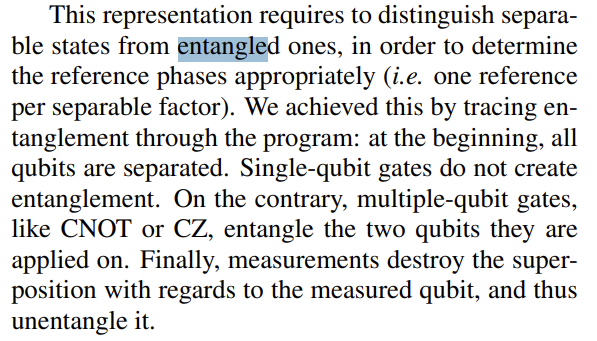 This representation requires to distinguish separa-
ble states from entangled ones, in order to determine
the reference phases appropriately (i.e. one reference
per separable factor). We achieved this by tracing en-
tanglement through the program: at the beginning, all
qubits are separated. Single-qubit gates do not create
entanglement. On the contrary, multiple-qubit gates,
like CNOT or CZ, entangle the two qubits they are
applied on. Finally, measurements destroy the super-
position with regards to the measured qubit, and thus
unentangle it.